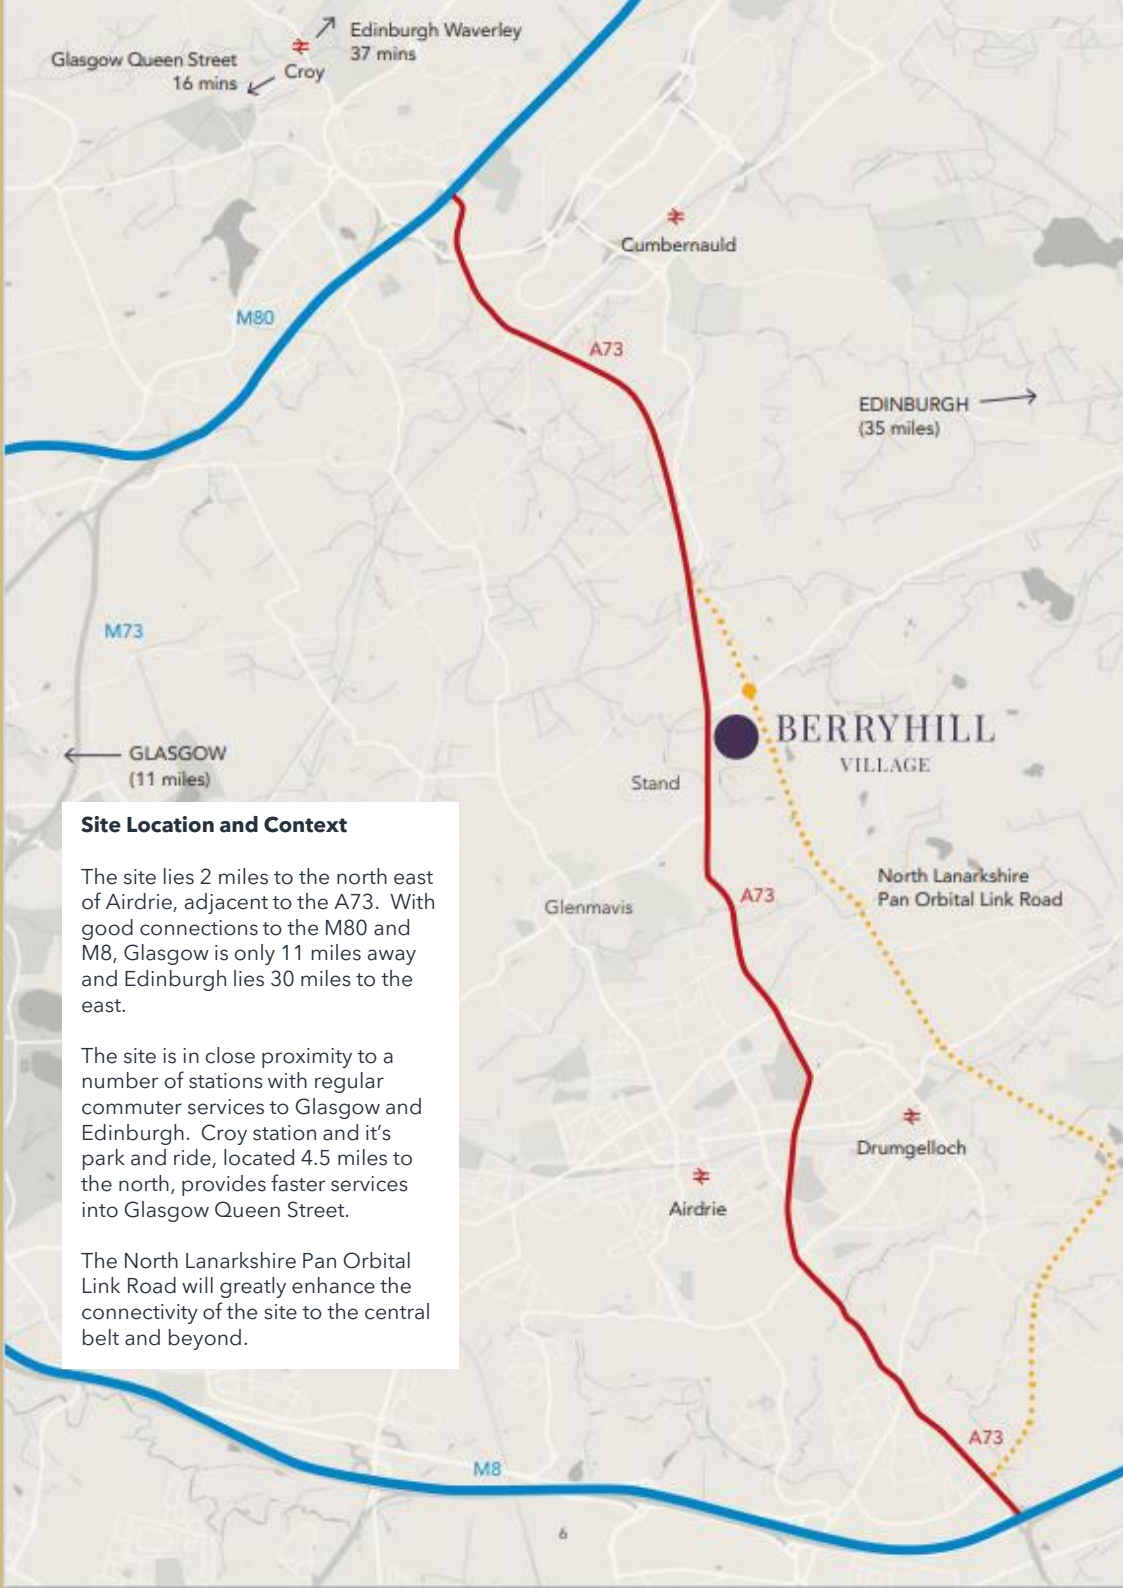 Edinburgh Waverley
37 mins
Glasgow Queen Street
16 mins
Croy
Cumbernauld
M80
A73
EDINBURGH
(35 miles)
M73
BERRYHILL
VILLAGE
GLASGOW
(11 miles)
Stand
Site Location and Context
The site lies 2 miles to the north east
of Airdrie, adjacent to the A73.  With
good connections to the M80 and
M8, Glasgow is only 11 miles away
and Edinburgh lies 30 miles to the
east.
The site is in close proximity to a
number of stations with regular
commuter services to Glasgow and
Edinburgh.  Croy station and it’s
park and ride, located 4.5 miles to
the north, provides faster services
into Glasgow Queen Street.
The North Lanarkshire Pan Orbital
Link Road will greatly enhance the
connectivity of the site to the central
belt and beyond.
North Lanarkshire
Pan Orbital Link Road
A73
Glenmavis
Drumgelloch
Airdrie
A73
M8
6